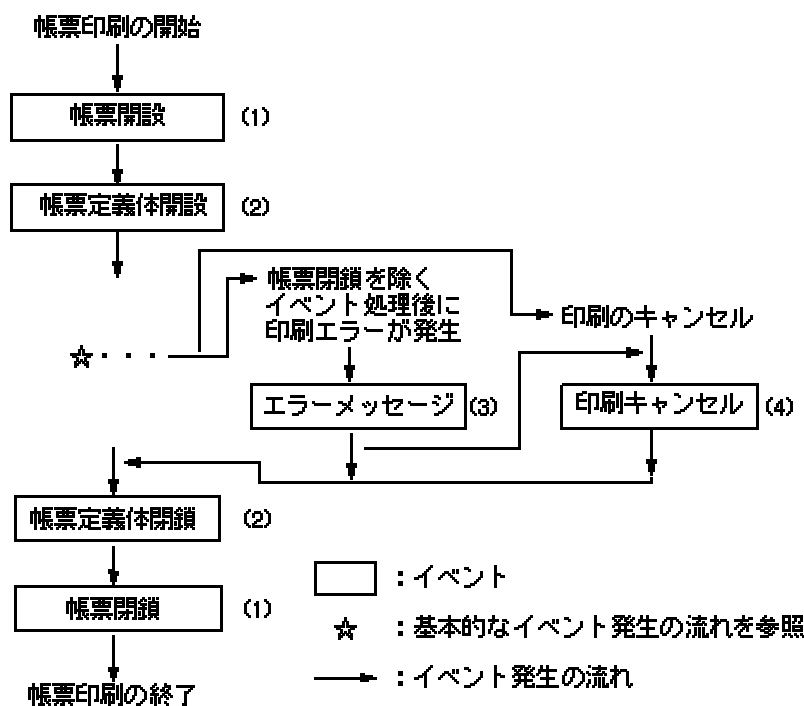 帳票印刷の開始
帳票開設 (1)
帳票定義体開設 (2)
帳票閉鎖を除く
イベント処理後に
印刷エラーが発生
印刷のキャンセル
☆・・・
エラーメッセージ (3)
印刷キャンセル (4)
帳票定義体閉鎖 (2)
帳票閉鎖 (1)
帳票印刷の終了
：イベント
☆ ：基本的なイベント発生の流れを参照
：イベント発生の流れ